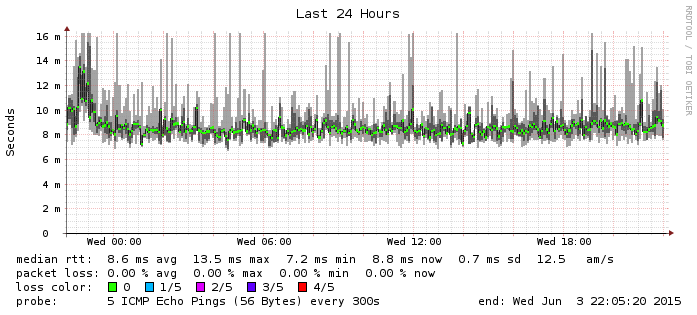 Last 24 Hours
RRDTOOL / TOBI OETIKER
Seconds
16 m
14 m
12 m
10 m
8 m
6 m
4 m
2 m
0
Wed 00:00 Wed 06:00 Wed 12:00 Wed 18:00
median rtt: 8.6 ms avg 13.5 ms max 7.2 ms min 8.8 ms now 0.7 ms sd 12.5 am/s
packet loss: 0.00 % avg 0.00 % max 0.00 % min 0.00 % now
loss color: 0 1/5 2/5 3/5 4/5
probe: 5 ICMP Echo Pings (56 Bytes) every 300s end: Wed Jun 3 22:05:20 2015